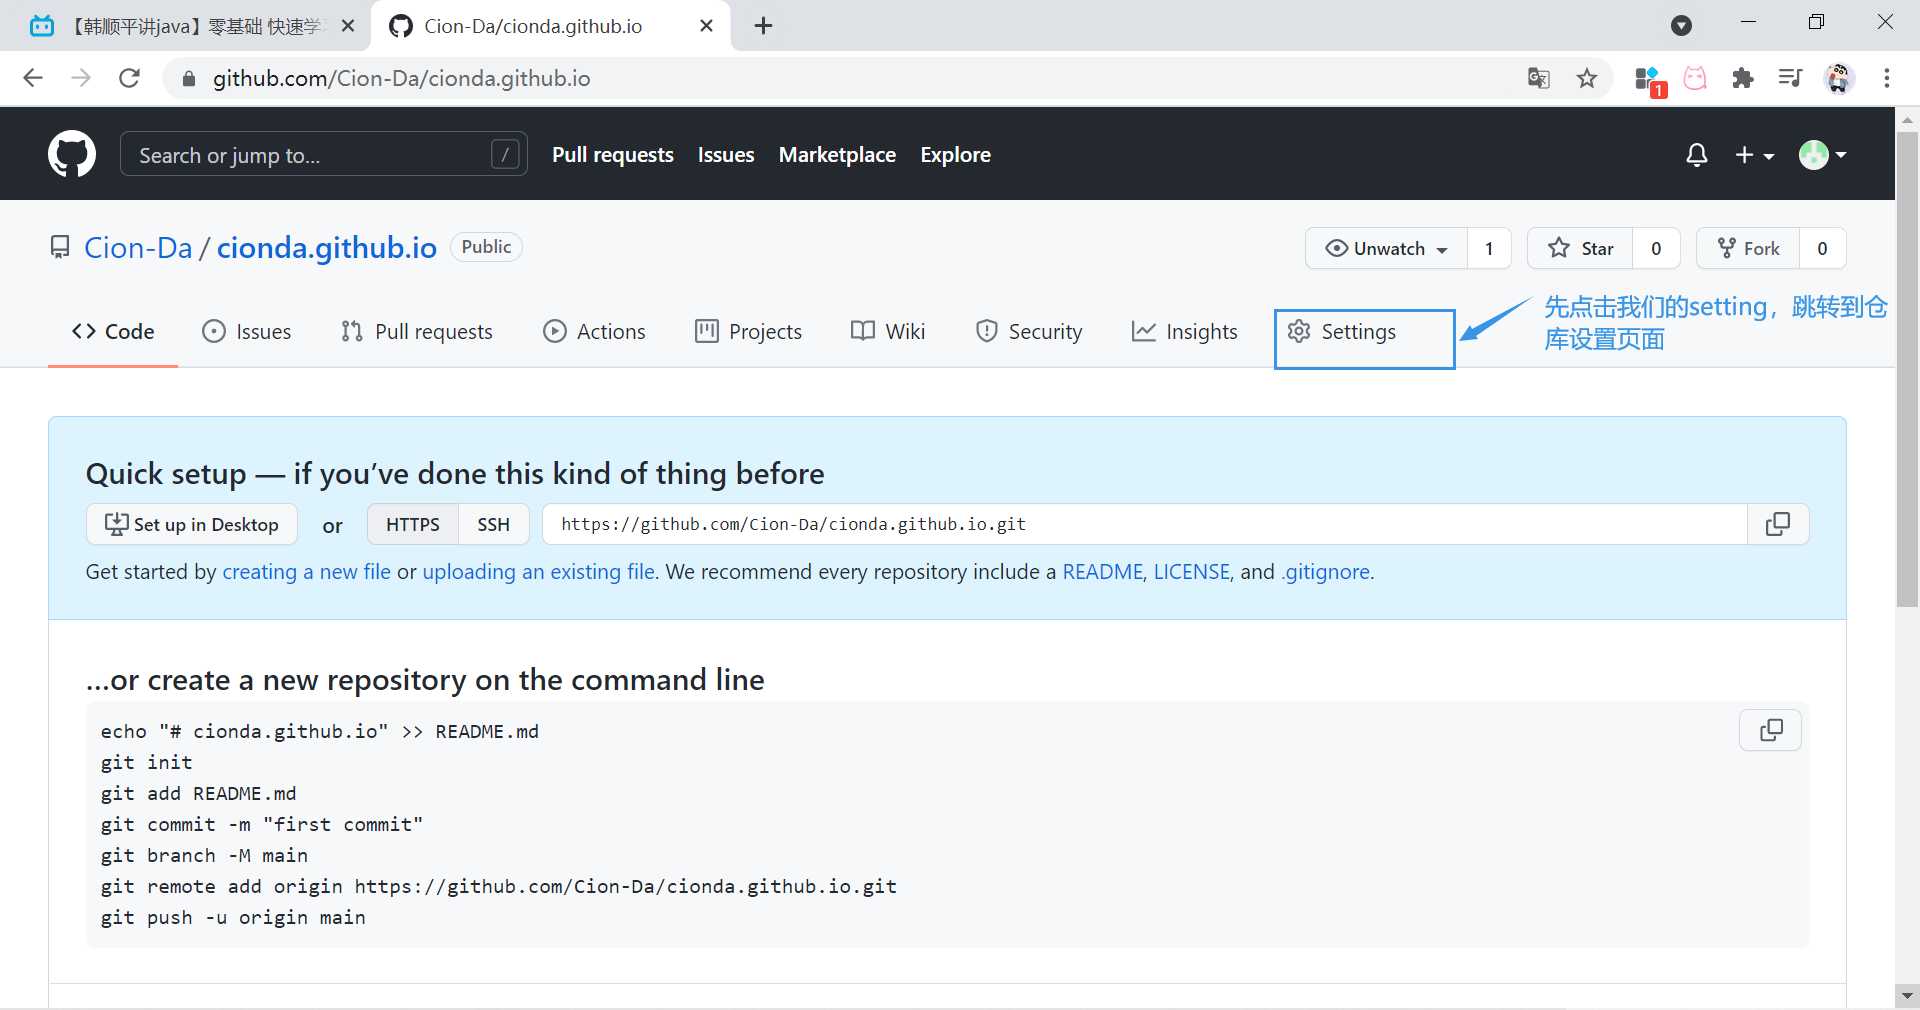 【韩顺平讲java】零基础 快速学
Cion-Da/cionda.github.io
github.com/Cion-Da/cionda.github.io
1
Search or jump to...
/
Pull requests
Issues
Marketplace
Explore
Cion-Da / cionda.github.io
Public
Unwatch
1
Star
0
Fork
0
先点击我们的setting，跳转到仓
库设置页面
Code
Issues
Pull requests
Actions
Projects
Wiki
Security
Insights
Settings
Quick setup — if you’ve done this kind of thing before
Set up in Desktop
or
HTTPS
SSH
https://github.com/Cion-Da/cionda.github.io.git
Get started by creating a new file or uploading an existing file. We recommend every repository include a README, LICENSE, and .gitignore.
…or create a new repository on the command line
echo "# cionda.github.io" >> README.md
git init
git add README.md
git commit -m "first commit"
git branch -M main
git remote add origin https://github.com/Cion-Da/cionda.github.io.git
git push -u origin main